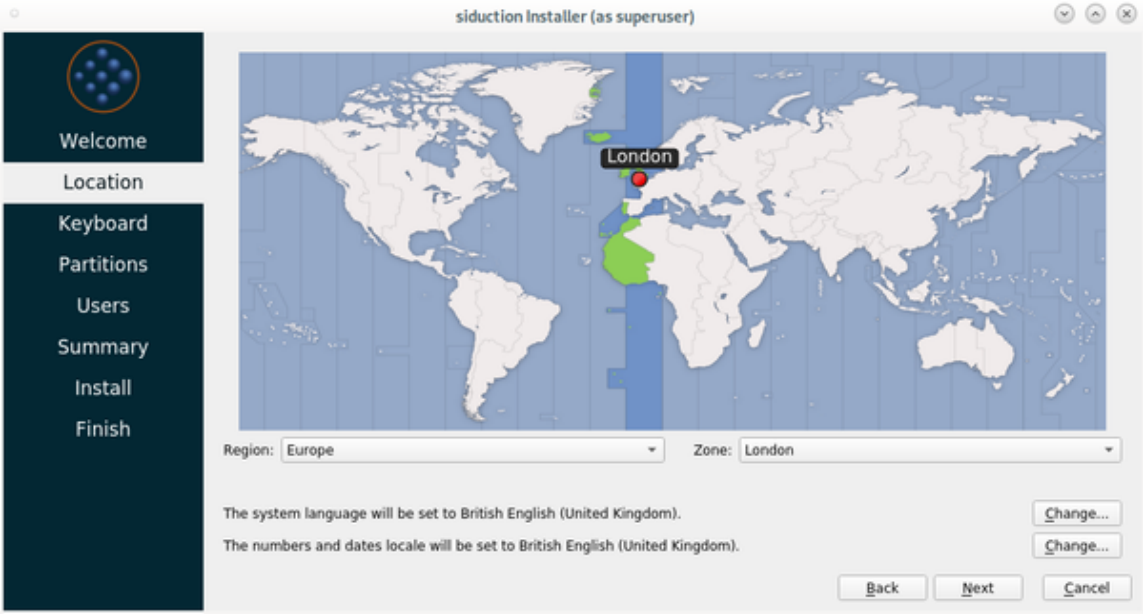 siduction Installer (as superuser)
Welcome
Location
Keyboard
Partitions
Users
Summary
Install
Finish
London
Region: Europe Zone: London
The system language will be set to British English (United Kingdom). Change...
The numbers and dates locale will be set to British English (United Kingdom). Change...
Back Next Cancel